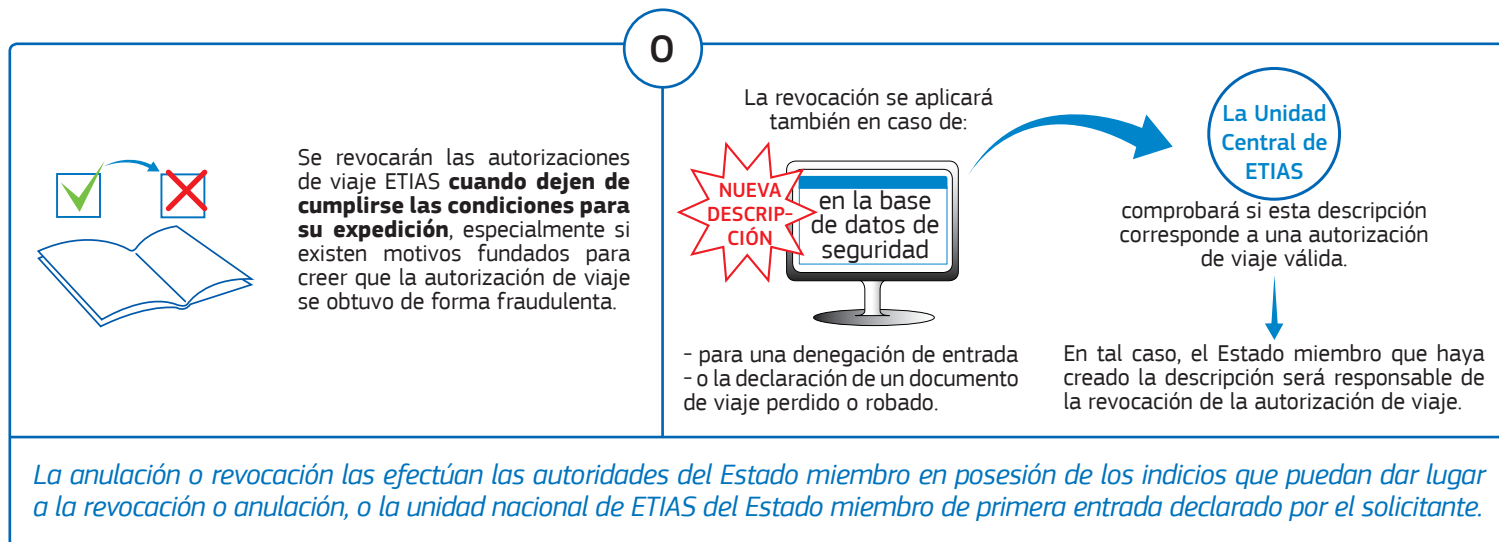 O
Se revocarán las autorizaciones
de viaje ETIAS cuando dejen de
cumplirse las condiciones para
su expedición, especialmente si
existen motivos fundados para
creer que la autorización de viaje
se obtuvo de forma fraudulenta.
La revocación se aplicará
también en caso de:
NUEVA
DESCRIP-
CIÓN
en la base
de datos de
seguridad
- para una denegación de entrada
- o la declaración de un documento
de viaje perdido o robado.
La Unidad
Central de
ETIAS
comprobará si esta descripción
corresponde a una autorización
de viaje válida.
En tal caso, el Estado miembro que haya
creado la descripción será responsable de
la revocación de la autorización de viaje.
La anulación o revocación las efectúan las autoridades del Estado miembro en posesión de los indicios que puedan dar lugar
a la revocación o anulación, o la unidad nacional de ETIAS del Estado miembro de primera entrada declarado por el solicitante.